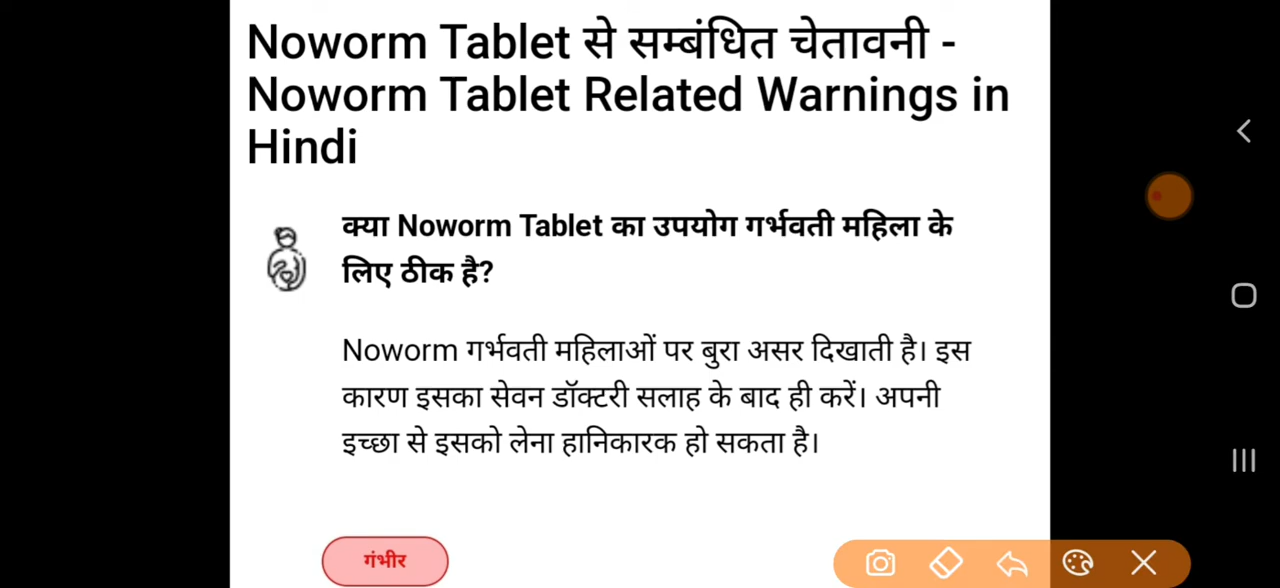 Noworm Tablet से सम्बंधित चेतावनी -
Noworm Tablet Related Warnings in
Hindi
क्या Noworm Tablet का उपयोग गर्भवती महिला के
लिए ठीक है?
Noworm गर्भवती महिलाओं पर बुरा असर दिखाती है। इस
कारण इसका सेवन डॉक्टरी सलाह के बाद ही करें। अपनी
इच्छा से इसको लेना हानिकारक हो सकता है।
गंभीर